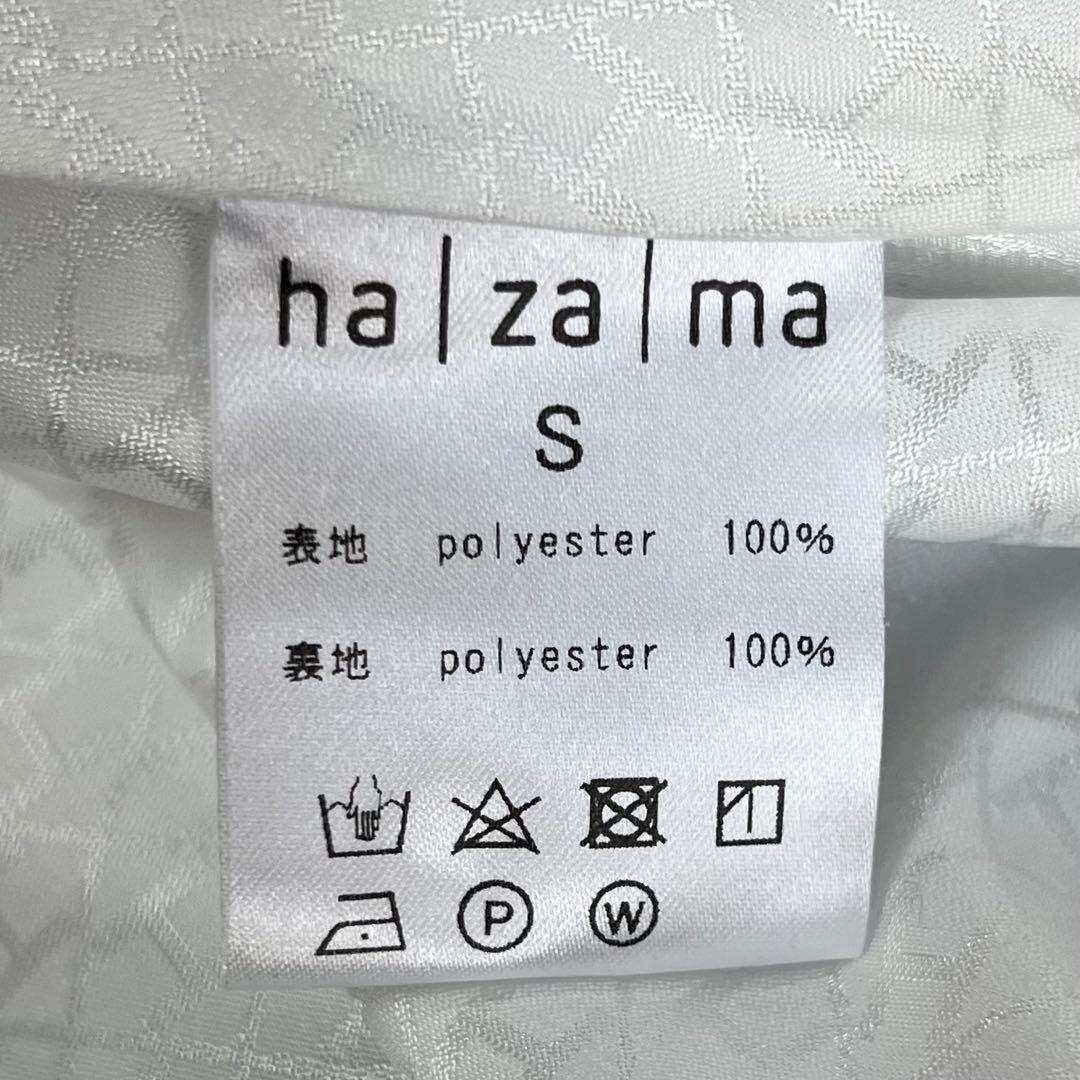 ha|za|ma
S
表地 polyester 100%
裏地 polyester 100%
P W